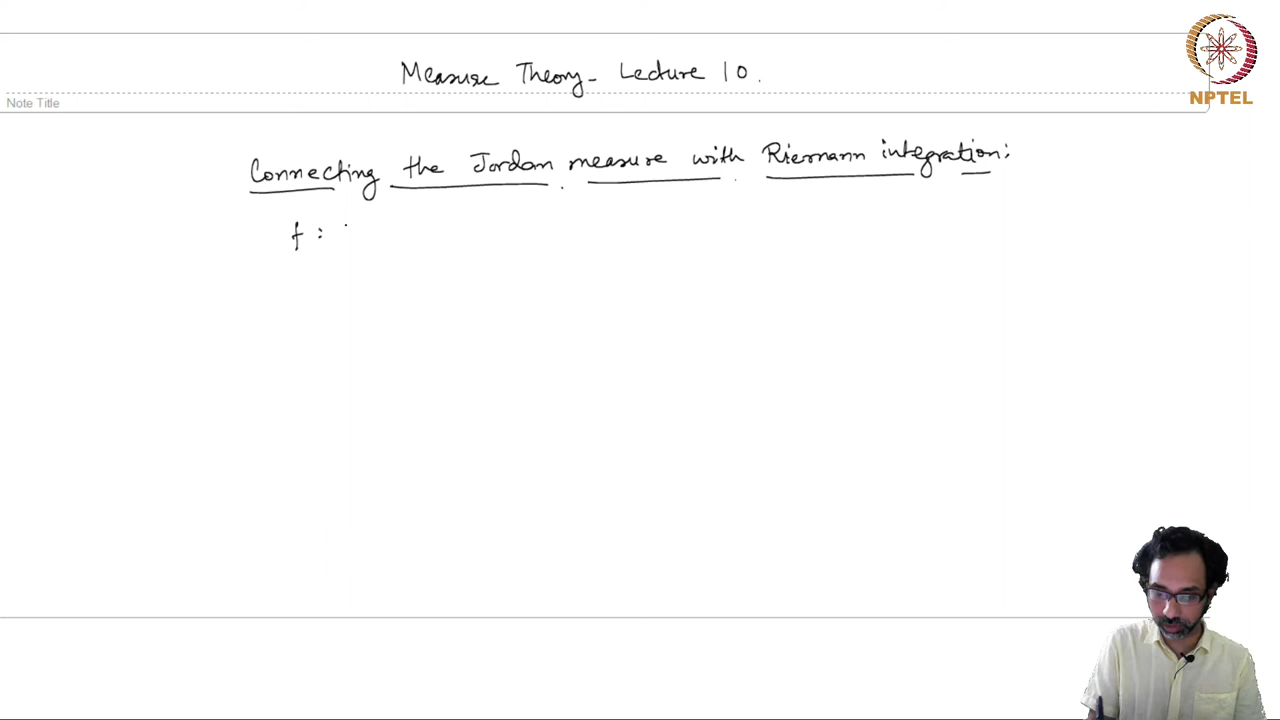 Measure Theory - Lecture 10.
NPTEL
Note Title
Connecting the Jordan measure with Riemann integration:
f :